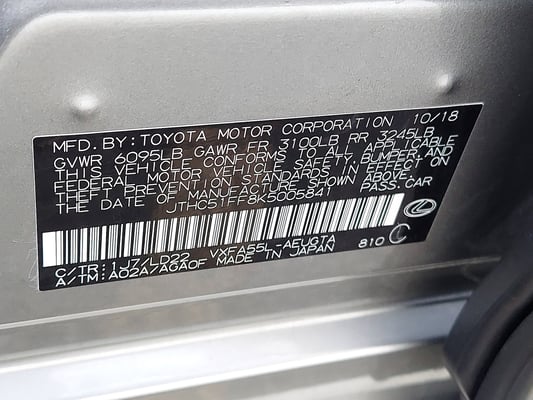 MFD. BY: TOYOTA MOTOR CORPORATION 10/18
GVWR 6095LB GAWR FR 3100LB RR 3245LB
THIS VEHICLE CONFORMS TO ALL APPLICABLE
FEDERAL MOTOR VEHICLE SAFETY, BUMPER, AND
THEFT PREVENTION STANDARDS IN EFFECT ON
THE DATE OF MANUFACTURE SHOWN ABOVE.
JTHC51FF8K5005841 PASS. CAR
C/TR: 1J7/LD22 VXFA55L-AEUGTA
A/TM: A02A/AGA0F MADE IN JAPAN 810 C